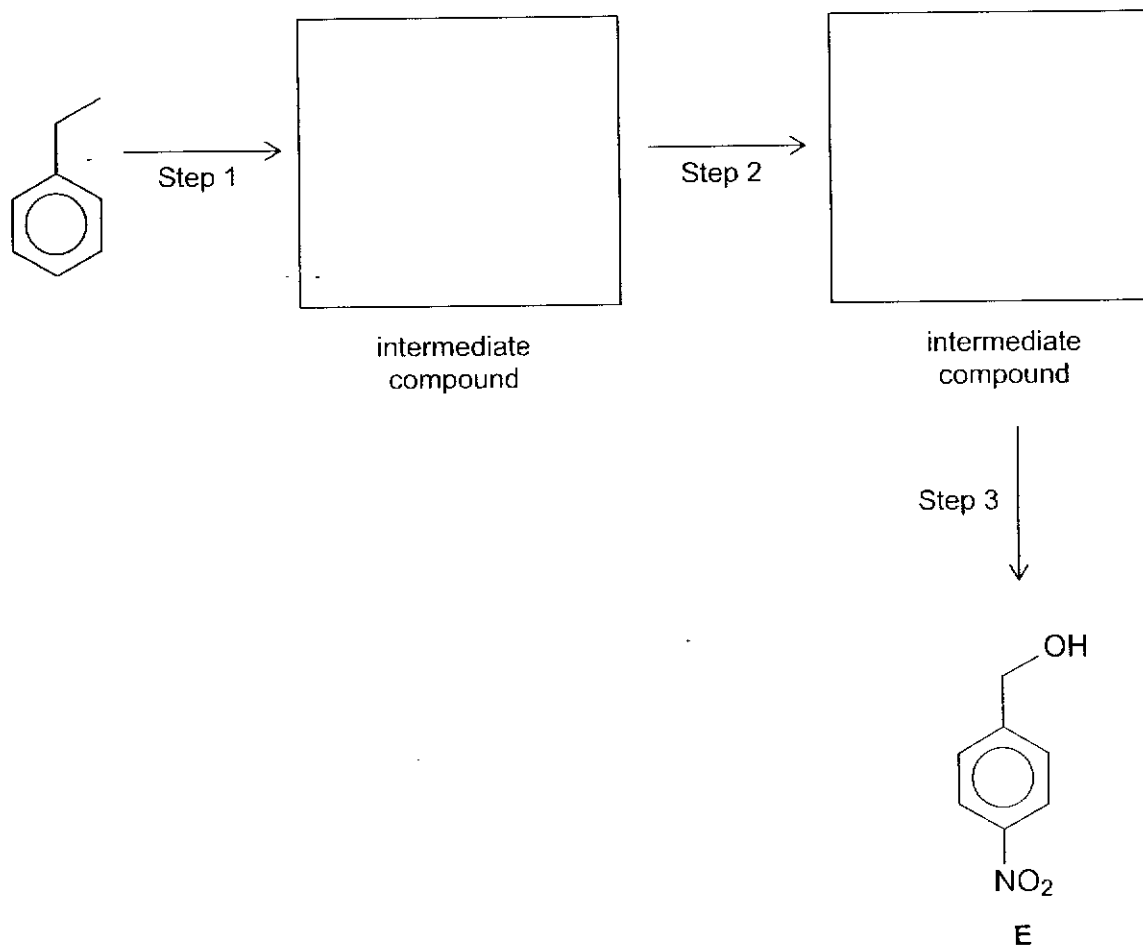 Step 1
Step 2
intermediate
compound
intermediate
compound
Step 3
OH
NO₂
E